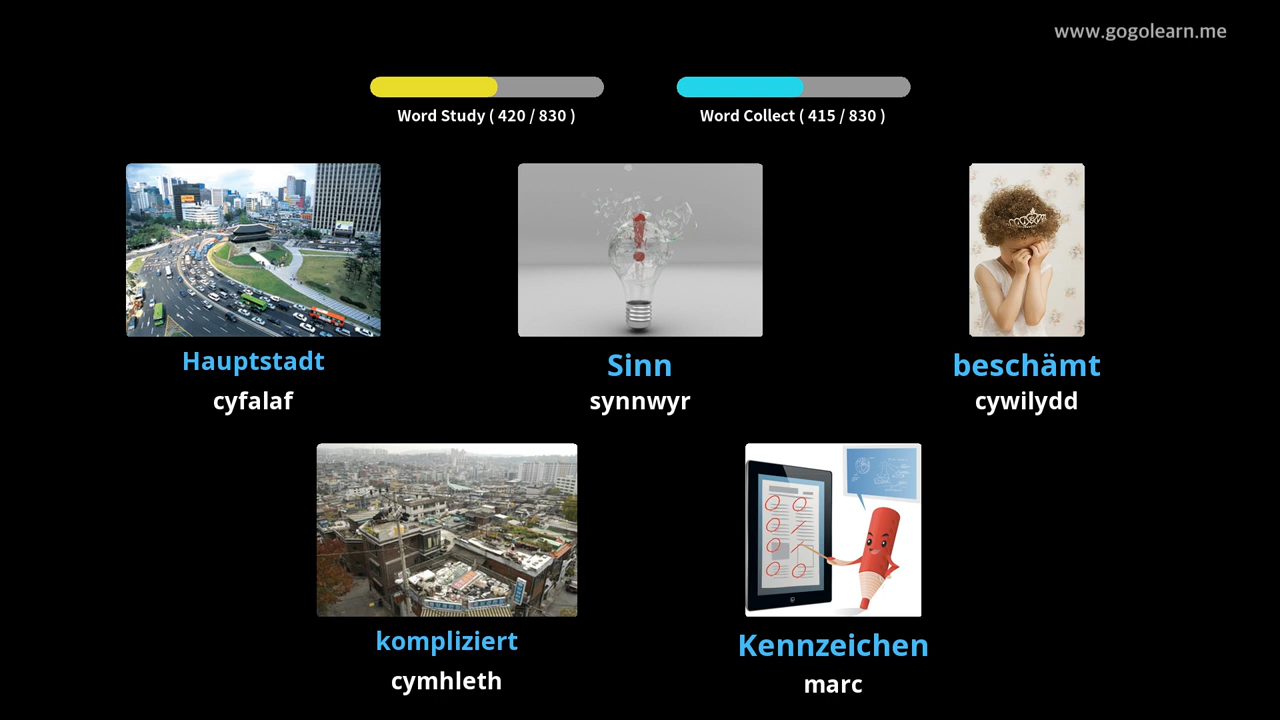 www.gogolearn.me
Word Study ( 420 / 830 )
Word Collect ( 415 / 830 )
Hauptstadt
cyfalaf
Sinn
synnwyr
beschämt
cywilydd
kompliziert
cymhleth
Kennzeichen
marc